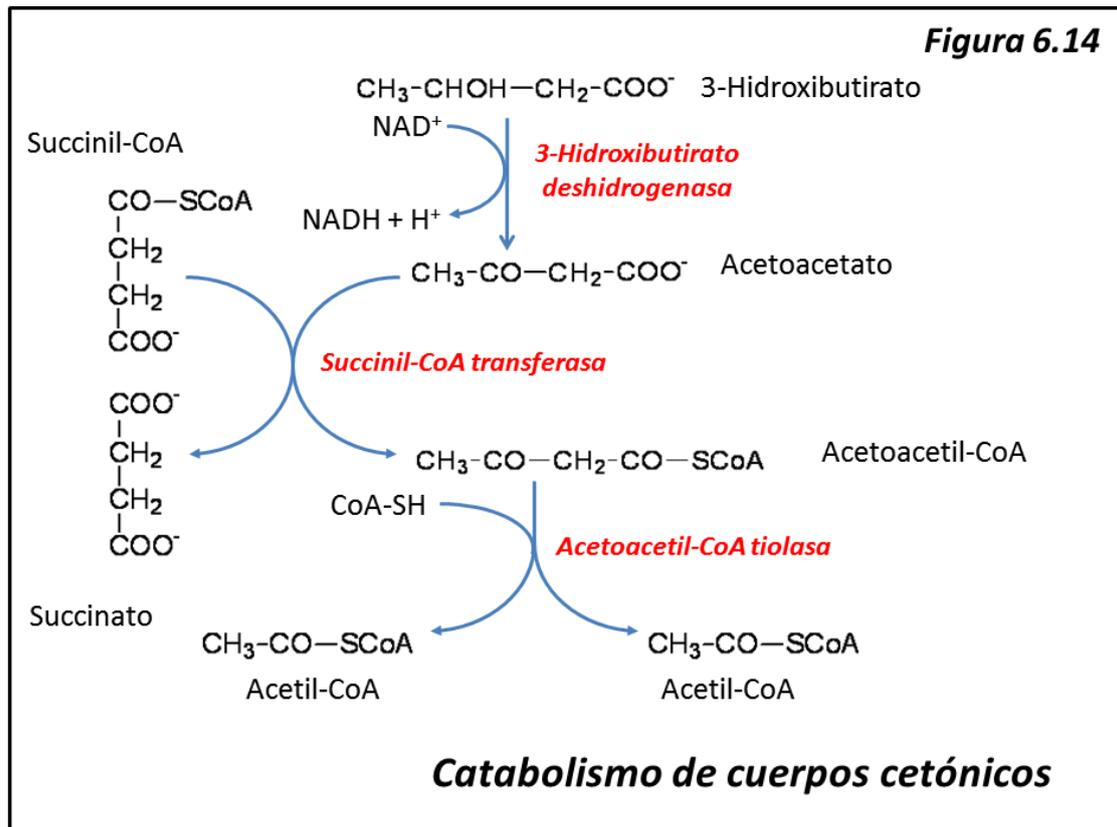 Figura 6.14
CH₃-CHOH—CH₂-COO⁻ 3-Hidroxibutirato
NAD⁺
3-Hidroxibutirato
deshidrogenasa
NADH + H⁺
Succinil-CoA
CO—SCoA
CH₂
CH₂
COO⁻
CH₃-CO—CH₂-COO⁻ Acetoacetato
Succinil-CoA transferasa
COO⁻
CH₂
CH₂
COO⁻
Succinato
CH₃-CO—CH₂-CO—SCoA Acetoacetil-CoA
CoA-SH
Acetoacetil-CoA tiolasa
CH₃-CO—SCoA
Acetil-CoA
CH₃-CO—SCoA
Acetil-CoA
Catabolismo de cuerpos cetónicos